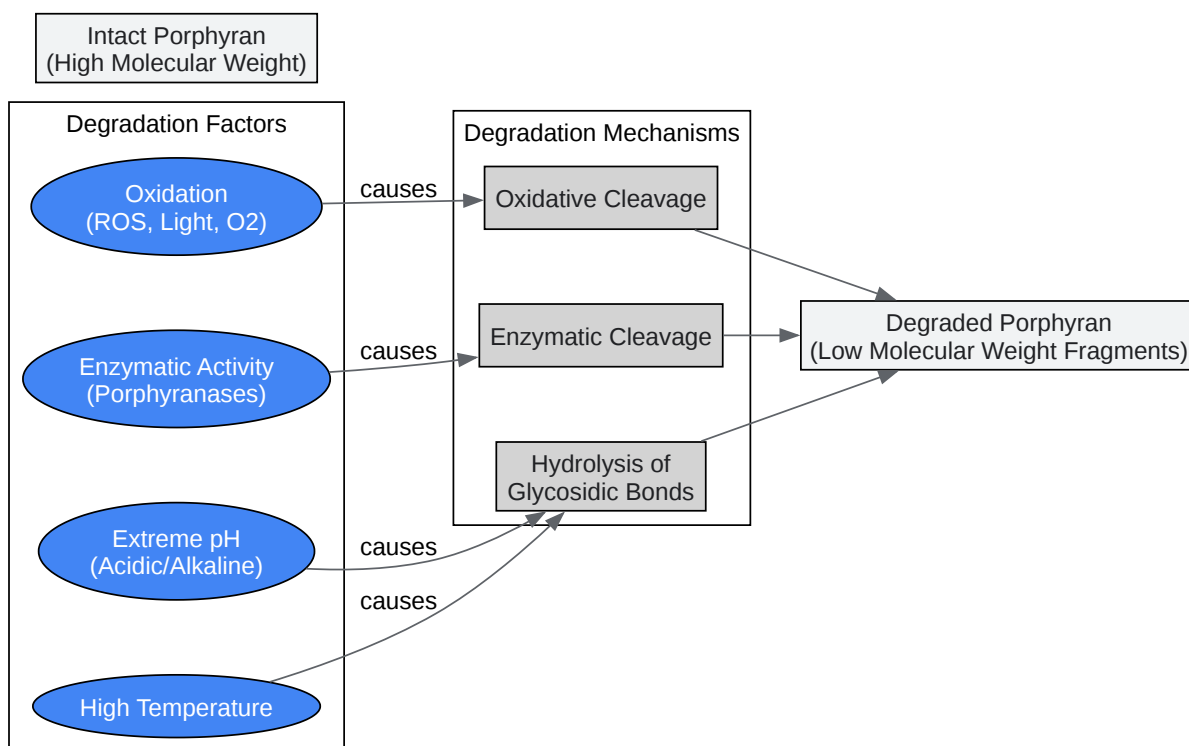 Intact Porphyran
(High Molecular Weight)
Degradation Factors
Oxidation
(ROS, Light, O2)
Enzymatic Activity
(Porphyranases)
Extreme pH
(Acidic/Alkaline)
High Temperature
causes
causes
causes
causes
Degradation Mechanisms
Oxidative Cleavage
Enzymatic Cleavage
Hydrolysis of
Glycosidic Bonds
Degraded Porphyran
(Low Molecular Weight Fragments)